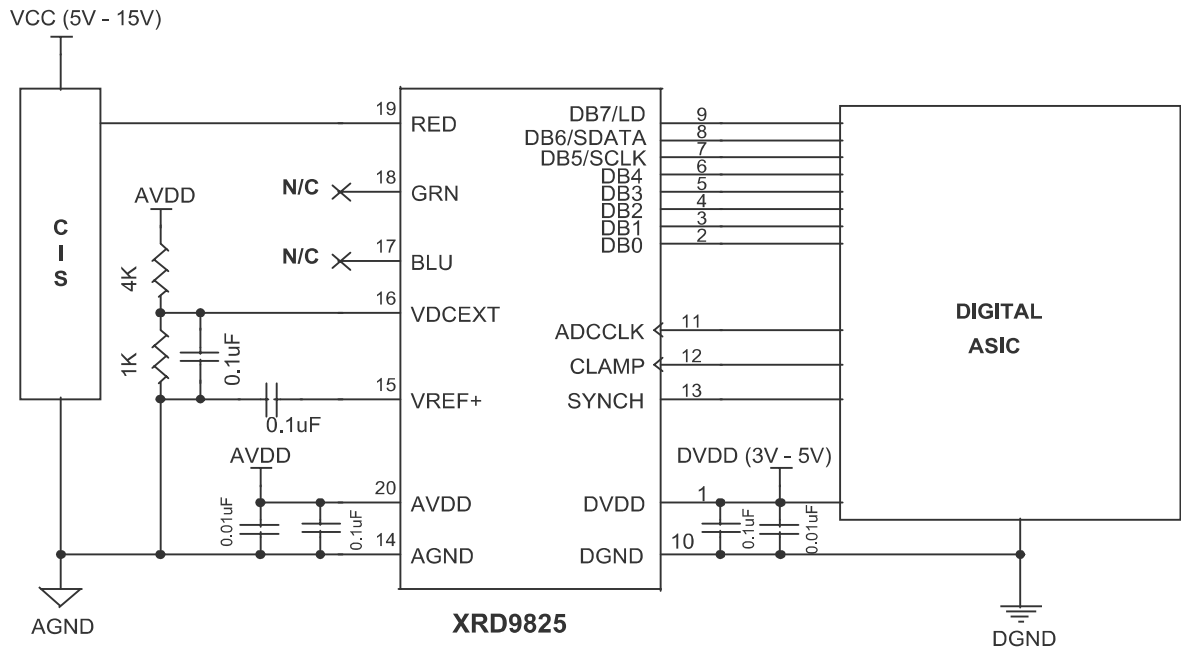 VCC (5V - 15V)
C
I
S
19
RED
N/C
18
GRN
AVDD
N/C
17
BLU
4K
16
VDCEXT
1K
0.1uF
15
VREF+
0.1uF
AVDD
20
AVDD
0.01uF
0.1uF
14
AGND
AGND
XRD9825
DB7/LD
9
DB6/SDATA
8
DB5/SCLK
7
DB4
6
DB3
5
DB2
4
DB1
3
DB0
2
ADCCLK
11
CLAMP
12
SYNCH
13
DVDD (3V - 5V)
DVDD
1
0.1uF
0.01uF
DGND
10
DIGITAL
ASIC
DGND